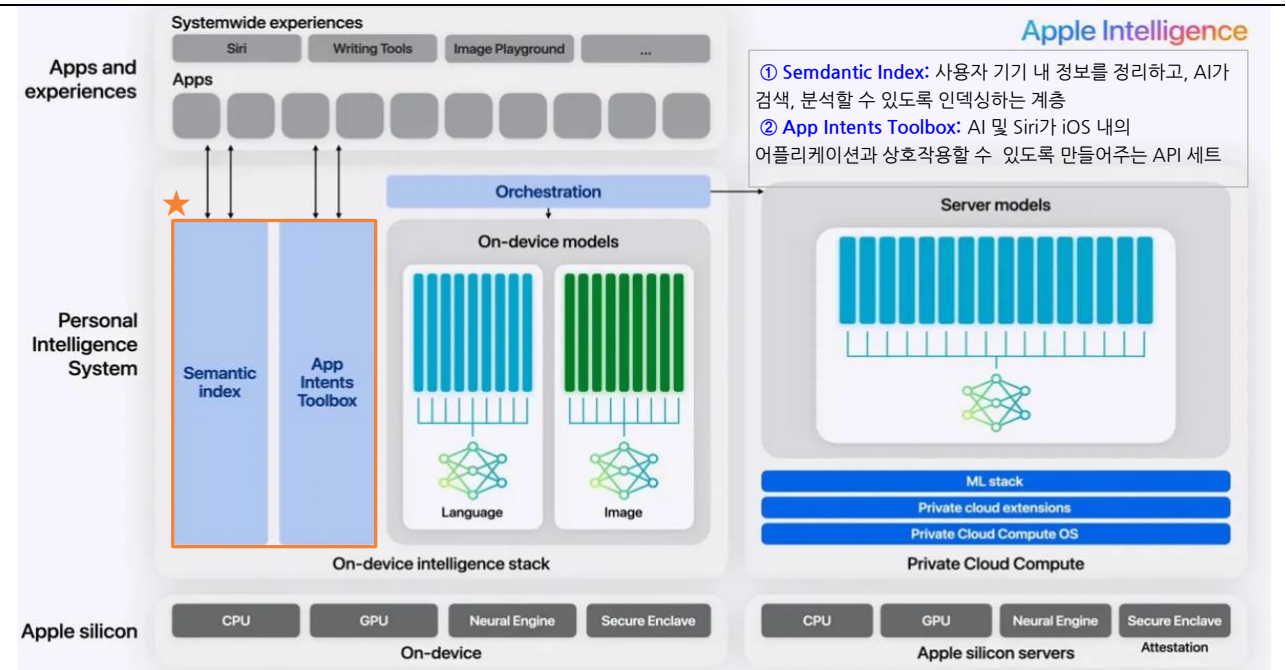 Systemwide experiences
Apple Intelligence
Siri
Writing Tools
Image Playground
...
Apps and
experiences
Apps
① Semdantic Index: 사용자 기기 내 정보를 정리하고, AI가
검색, 분석할 수 있도록 인덱싱하는 계층
② App Intents Toolbox: AI 및 Siri가 iOS 내의
어플리케이션과 상호작용할 수 있도록 만들어주는 API 세트
Orchestration
Server models
On-device models
Personal
Intelligence
System
Semantic
index
App
Intents
Toolbox
Language
Image
ML stack
Private cloud extensions
Private Cloud Compute OS
On-device intelligence stack
Private Cloud Compute
Apple silicon
CPU
GPU
Neural Engine
Secure Enclave
On-device
CPU
GPU
Neural Engine
Secure Enclave
Attestation
Apple silicon servers